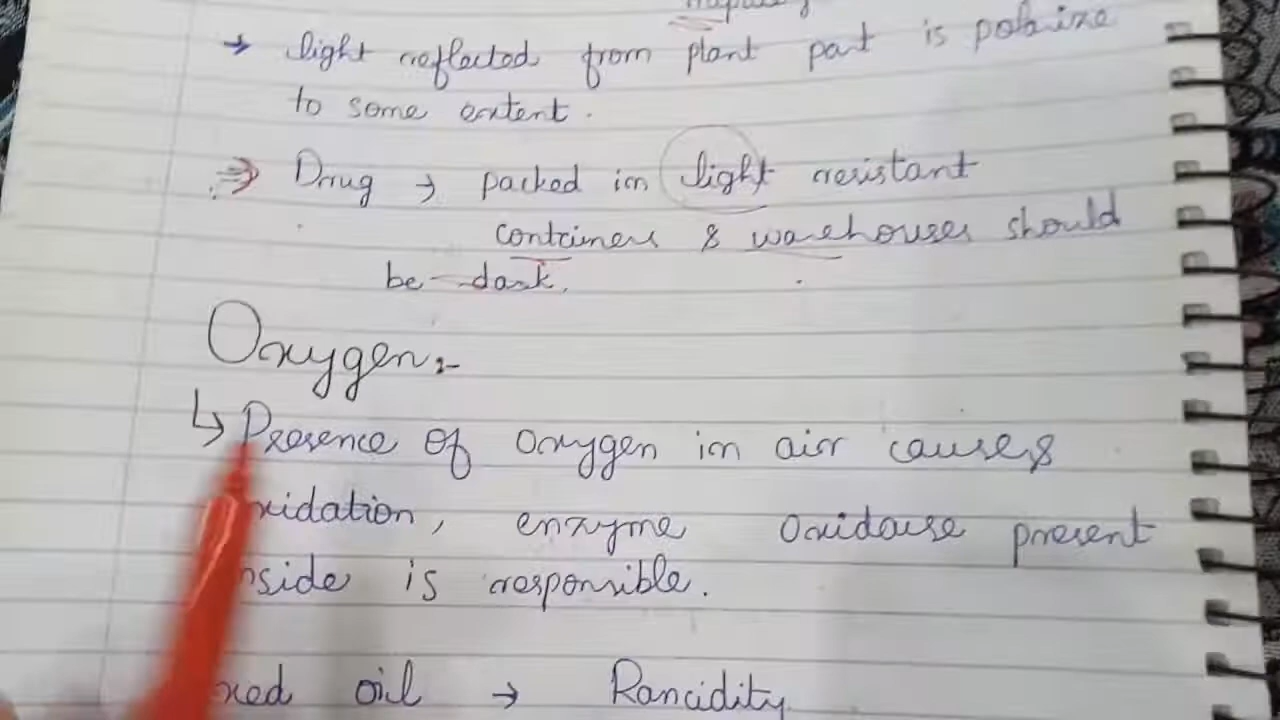 → light reflected from plant part is polarize
to some extent.
⇒ Drug → packed in light resistant
containers & warehouses should
be dark.
Oxygen:-
↳ Presence of oxygen in air causes
xidation, enzyme oxidase present
nside is responsible.
xed oil → Rancidity